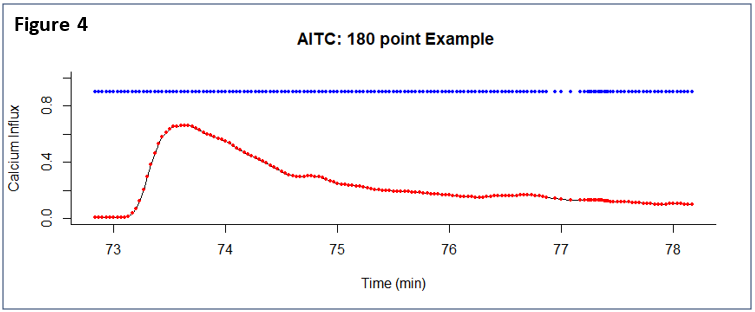 Figure 4
AITC: 180 point Example
Calcium Influx
0.8
0.4
0.0
73 74 75 76 77 78
Time (min)